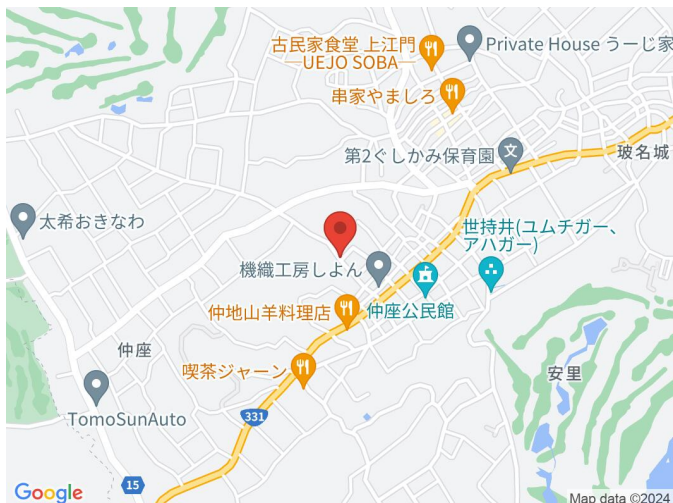 古民家食堂 上江門
—UEJO SOBA—
Private House うーじ家
串家やましろ
第2ぐしかみ保育園
文
玻名城
太希おきなわ
世持井(ユムチガー、
アハガー)
機織工房しよん
仲座公民館
仲地山羊料理店
仲座
喫茶ジャーン
安里
TomoSunAuto
331
15
Google
Map data ©2024